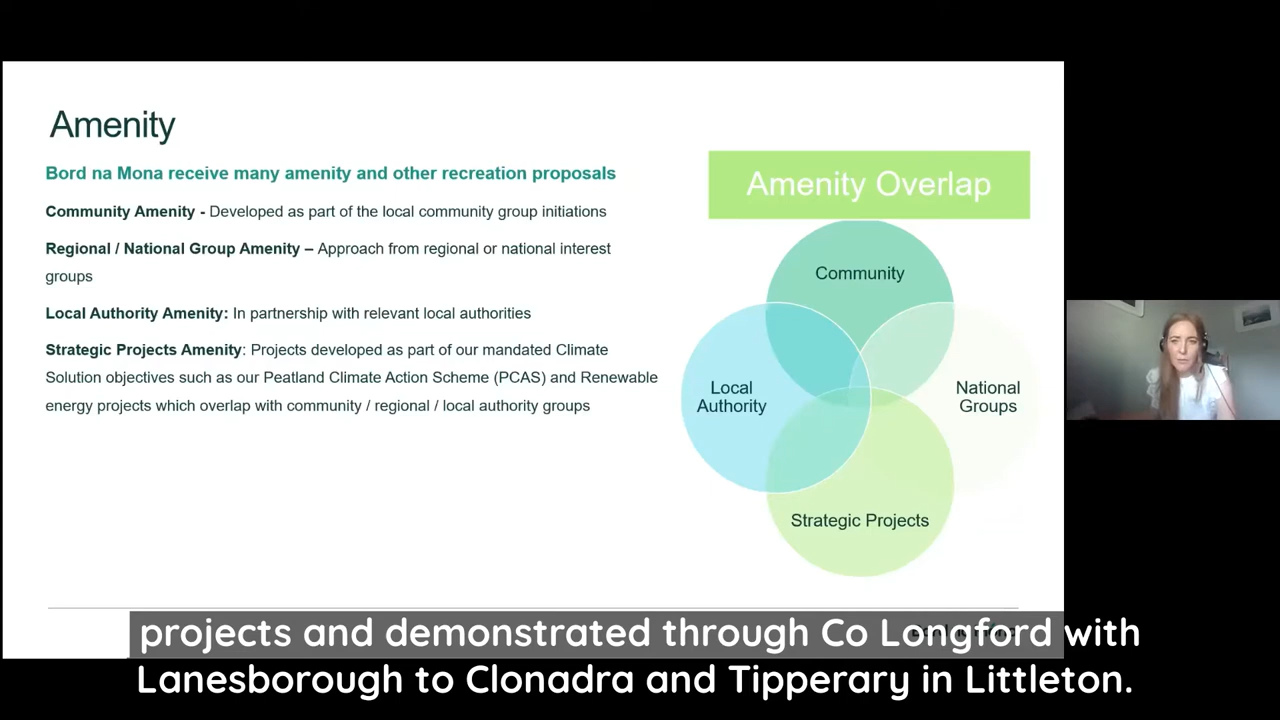 Amenity
Bord na Mona receive many amenity and other recreation proposals
Community Amenity - Developed as part of the local community group initiations
Regional / National Group Amenity – Approach from regional or national interest
groups
Local Authority Amenity: In partnership with relevant local authorities
Strategic Projects Amenity: Projects developed as part of our mandated Climate
Solution objectives such as our Peatland Climate Action Scheme (PCAS) and Renewable
energy projects which overlap with community / regional / local authority groups
Amenity Overlap
Community
Local
Authority
National
Groups
Strategic Projects
projects and demonstrated through Co Longford with
Lanesborough to Clonadra and Tipperary in Littleton.